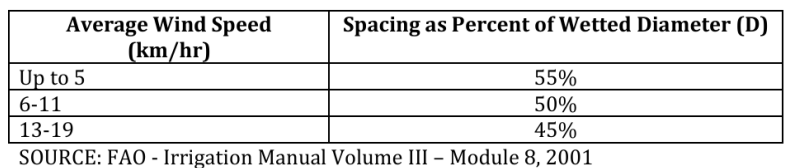 Average Wind Speed (km/hr) Spacing as Percent of Wetted Diameter (D)
Up to 5 55%
6-11 50%
13-19 45%
SOURCE: FAO - Irrigation Manual Volume III – Module 8, 2001